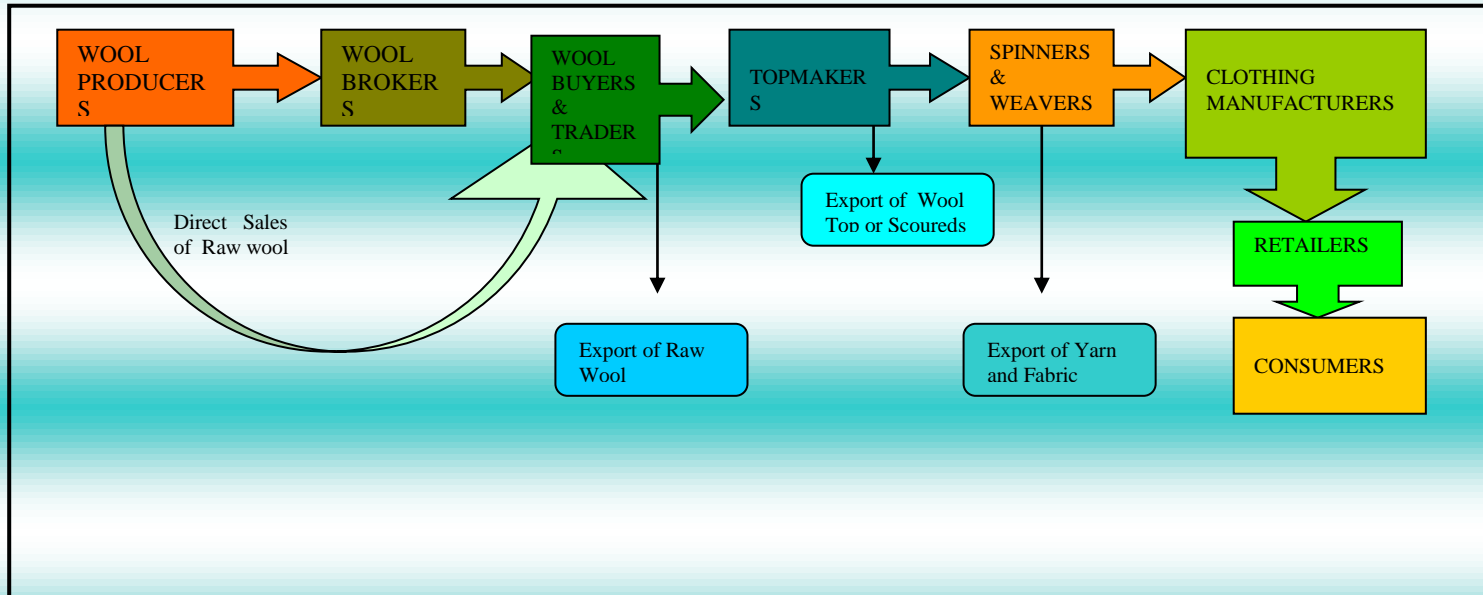 WOOL
PRODUCER
S
WOOL
BROKER
S
WOOL
BUYERS
&
TRADER
S
TOPMAKER
S
SPINNERS
&
WEAVERS
CLOTHING
MANUFACTURERS
Direct Sales
of Raw wool
Export of Wool
Top or Scoureds
RETAILERS
Export of Raw
Wool
Export of Yarn
and Fabric
CONSUMERS